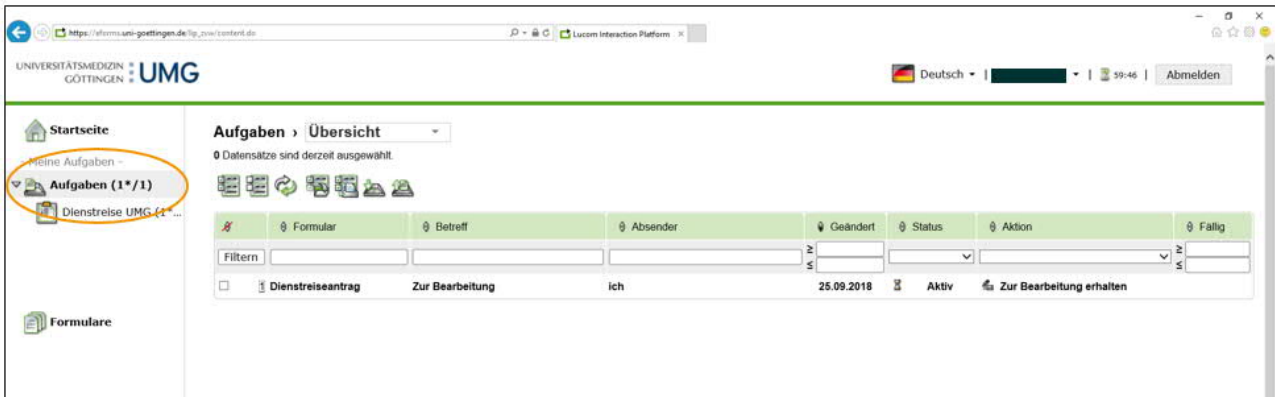 https://eforms.uni-goettingen.de/lip_zvw/content.do
Lucom Interaction Platform
UNIVERSITÄTSMEDIZIN
GÖTTINGEN
UMG
Deutsch
| 59:46 |
Abmelden
Startseite
- Meine Aufgaben -
Aufgaben (1*/1)
Dienstreise UMG (1*...
Formulare
Aufgaben › Übersicht
0 Datensätze sind derzeit ausgewählt.
Formular Betreff Absender Geändert Status Aktion Fällig
Filtern ≥ ≥
≤ ≤
1 Dienstreiseantrag Zur Bearbeitung ich 25.09.2018 Aktiv Zur Bearbeitung erhalten